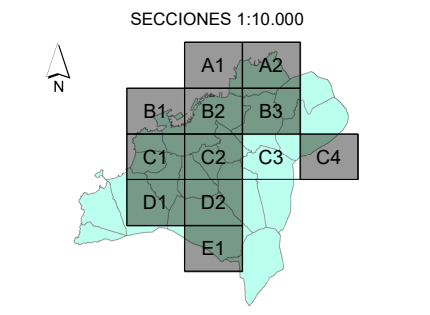 SECCIONES 1:10.000
N
A1 A2
B1 B2 B3
C1 C2 C3 C4
D1 D2
E1